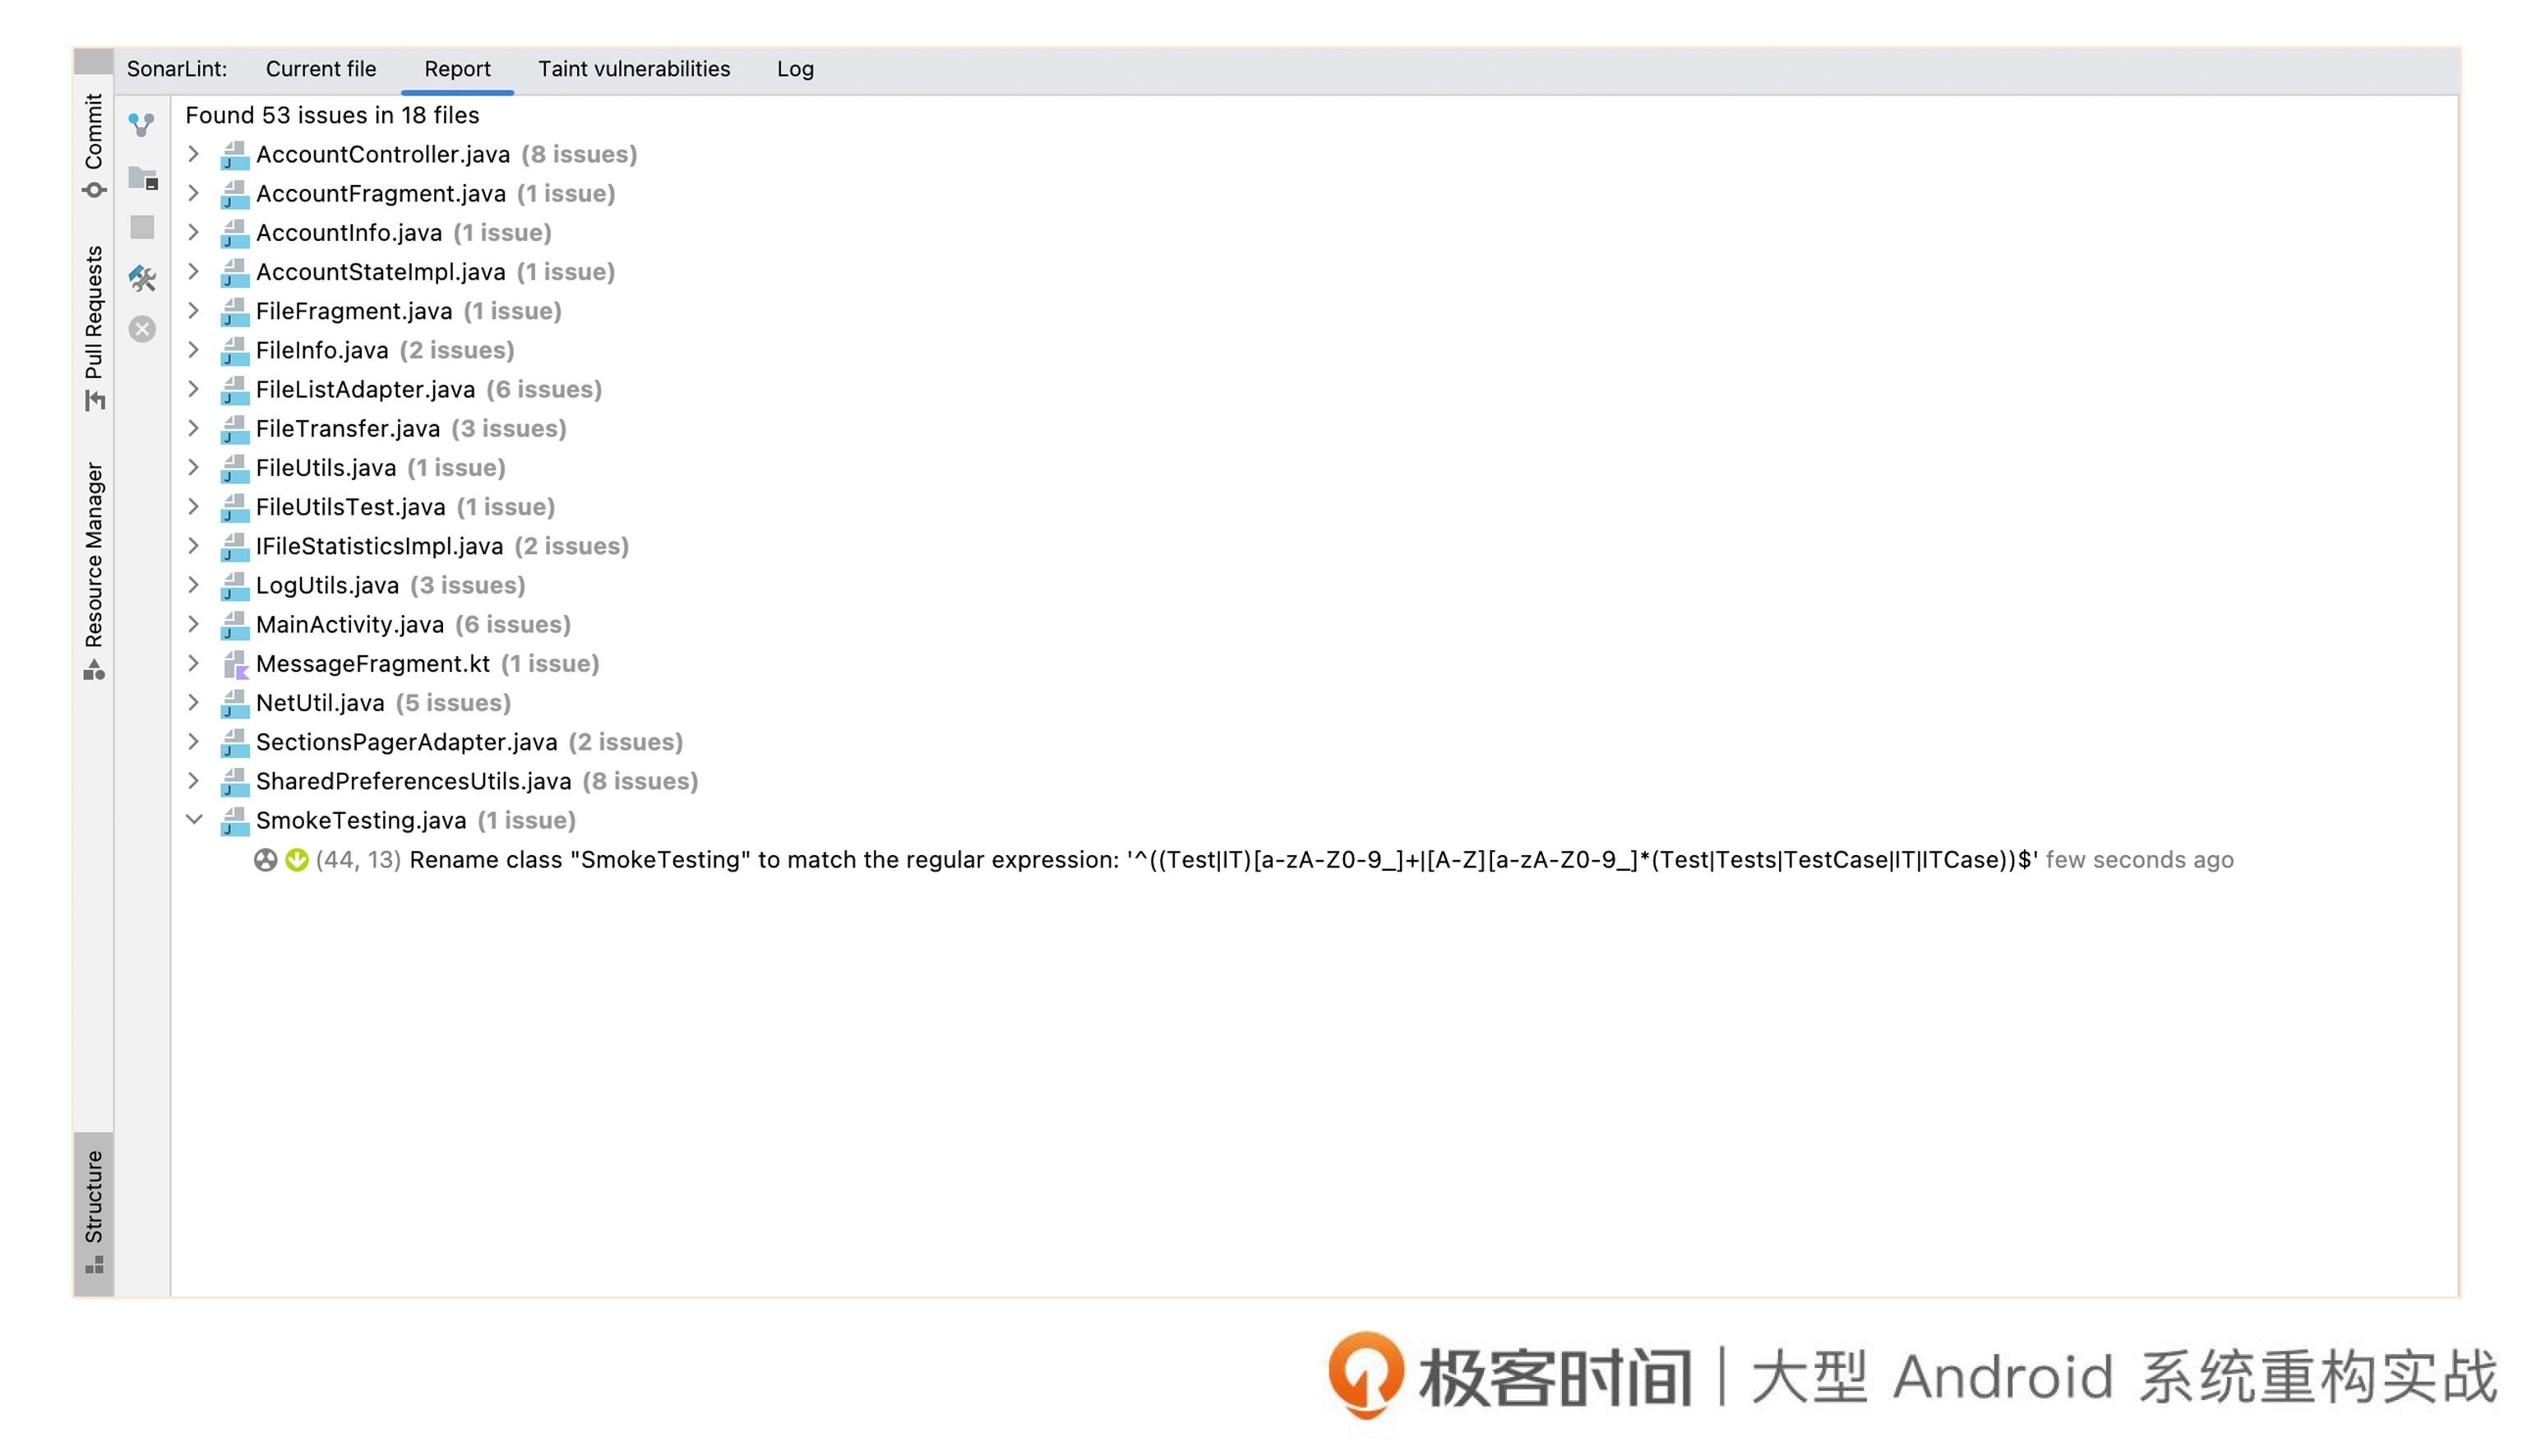 SonarLint: Current file Report Taint vulnerabilities Log
Commit
Pull Requests
Resource Manager
Structure
Found 53 issues in 18 files
AccountController.java (8 issues)
AccountFragment.java (1 issue)
AccountInfo.java (1 issue)
AccountStateImpl.java (1 issue)
FileFragment.java (1 issue)
FileInfo.java (2 issues)
FileListAdapter.java (6 issues)
FileTransfer.java (3 issues)
FileUtils.java (1 issue)
FileUtilsTest.java (1 issue)
IFileStatisticsImpl.java (2 issues)
LogUtils.java (3 issues)
MainActivity.java (6 issues)
MessageFragment.kt (1 issue)
NetUtil.java (5 issues)
SectionsPagerAdapter.java (2 issues)
SharedPreferencesUtils.java (8 issues)
SmokeTesting.java (1 issue)
(44, 13) Rename class "SmokeTesting" to match the regular expression: '^((Test|IT)[a-zA-Z0-9_]+|[A-Z][a-zA-Z0-9_]*(Test|Tests|TestCase|IT|ITCase))$' few seconds ago
极客时间 | 大型 Android 系统重构实战